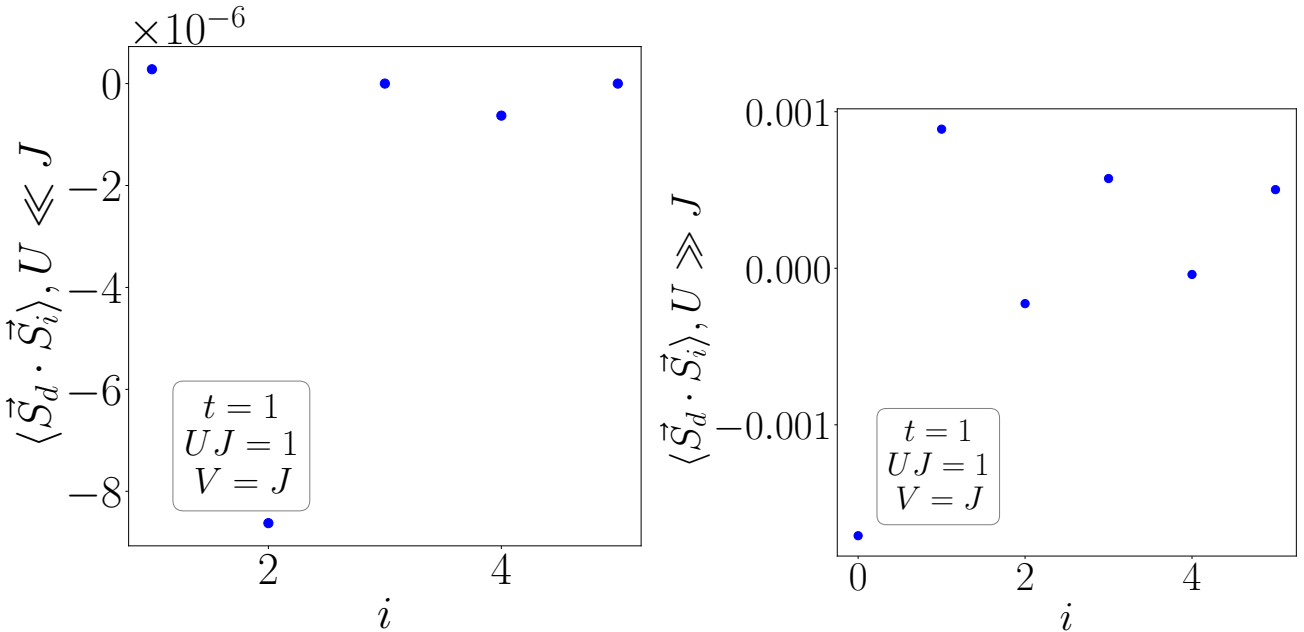 ×10⁻⁶
0
−2
−4
−6
−8
⟨S⃗_d · S⃗_i⟩, U ≪ J
t = 1
UJ = 1
V = J
2 4
i
0.001
0.000
−0.001
⟨S⃗_d · S⃗_i⟩, U ≫ J
t = 1
UJ = 1
V = J
0 2 4
i